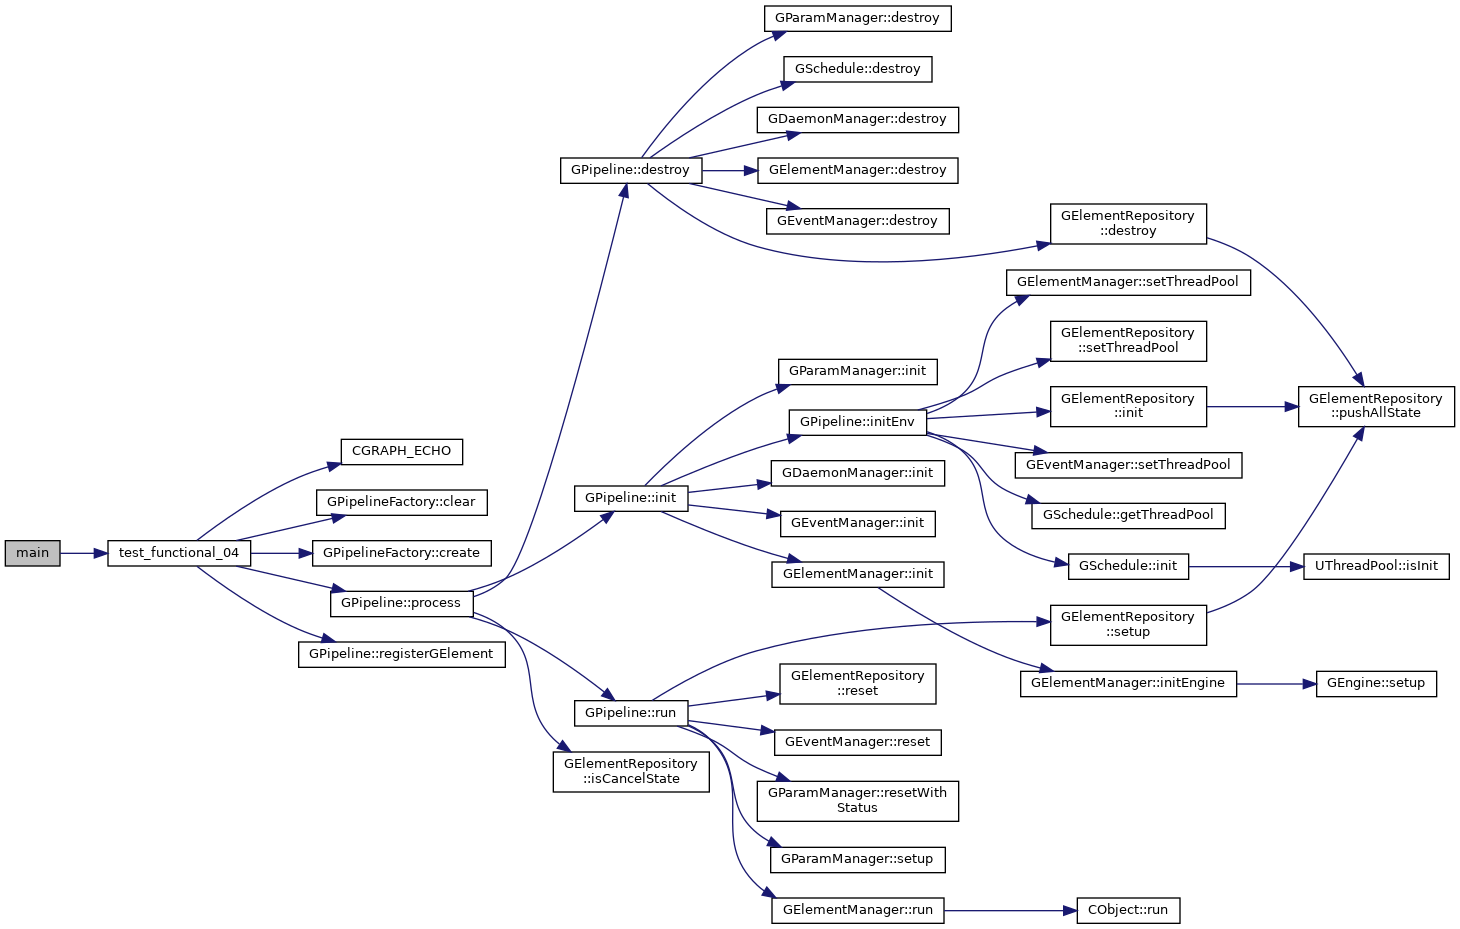 main
test_functional_04
CGRAPH_ECHO
GPipelineFactory::clear
GPipelineFactory::create
GPipeline::process
GPipeline::registerGElement
GPipeline::destroy
GPipeline::init
GPipeline::run
GElementRepository
::isCancelState
GParamManager::destroy
GSchedule::destroy
GDaemonManager::destroy
GElementManager::destroy
GEventManager::destroy
GParamManager::init
GPipeline::initEnv
GDaemonManager::init
GEventManager::init
GElementManager::init
GElementRepository
::reset
GEventManager::reset
GParamManager::resetWith
Status
GParamManager::setup
GElementManager::run
GElementRepository
::destroy
GElementManager::setThreadPool
GElementRepository
::setThreadPool
GElementRepository
::init
GEventManager::setThreadPool
GSchedule::getThreadPool
GSchedule::init
GElementRepository
::setup
GElementManager::initEngine
CObject::run
GElementRepository
::pushAllState
UThreadPool::isInit
GEngine::setup